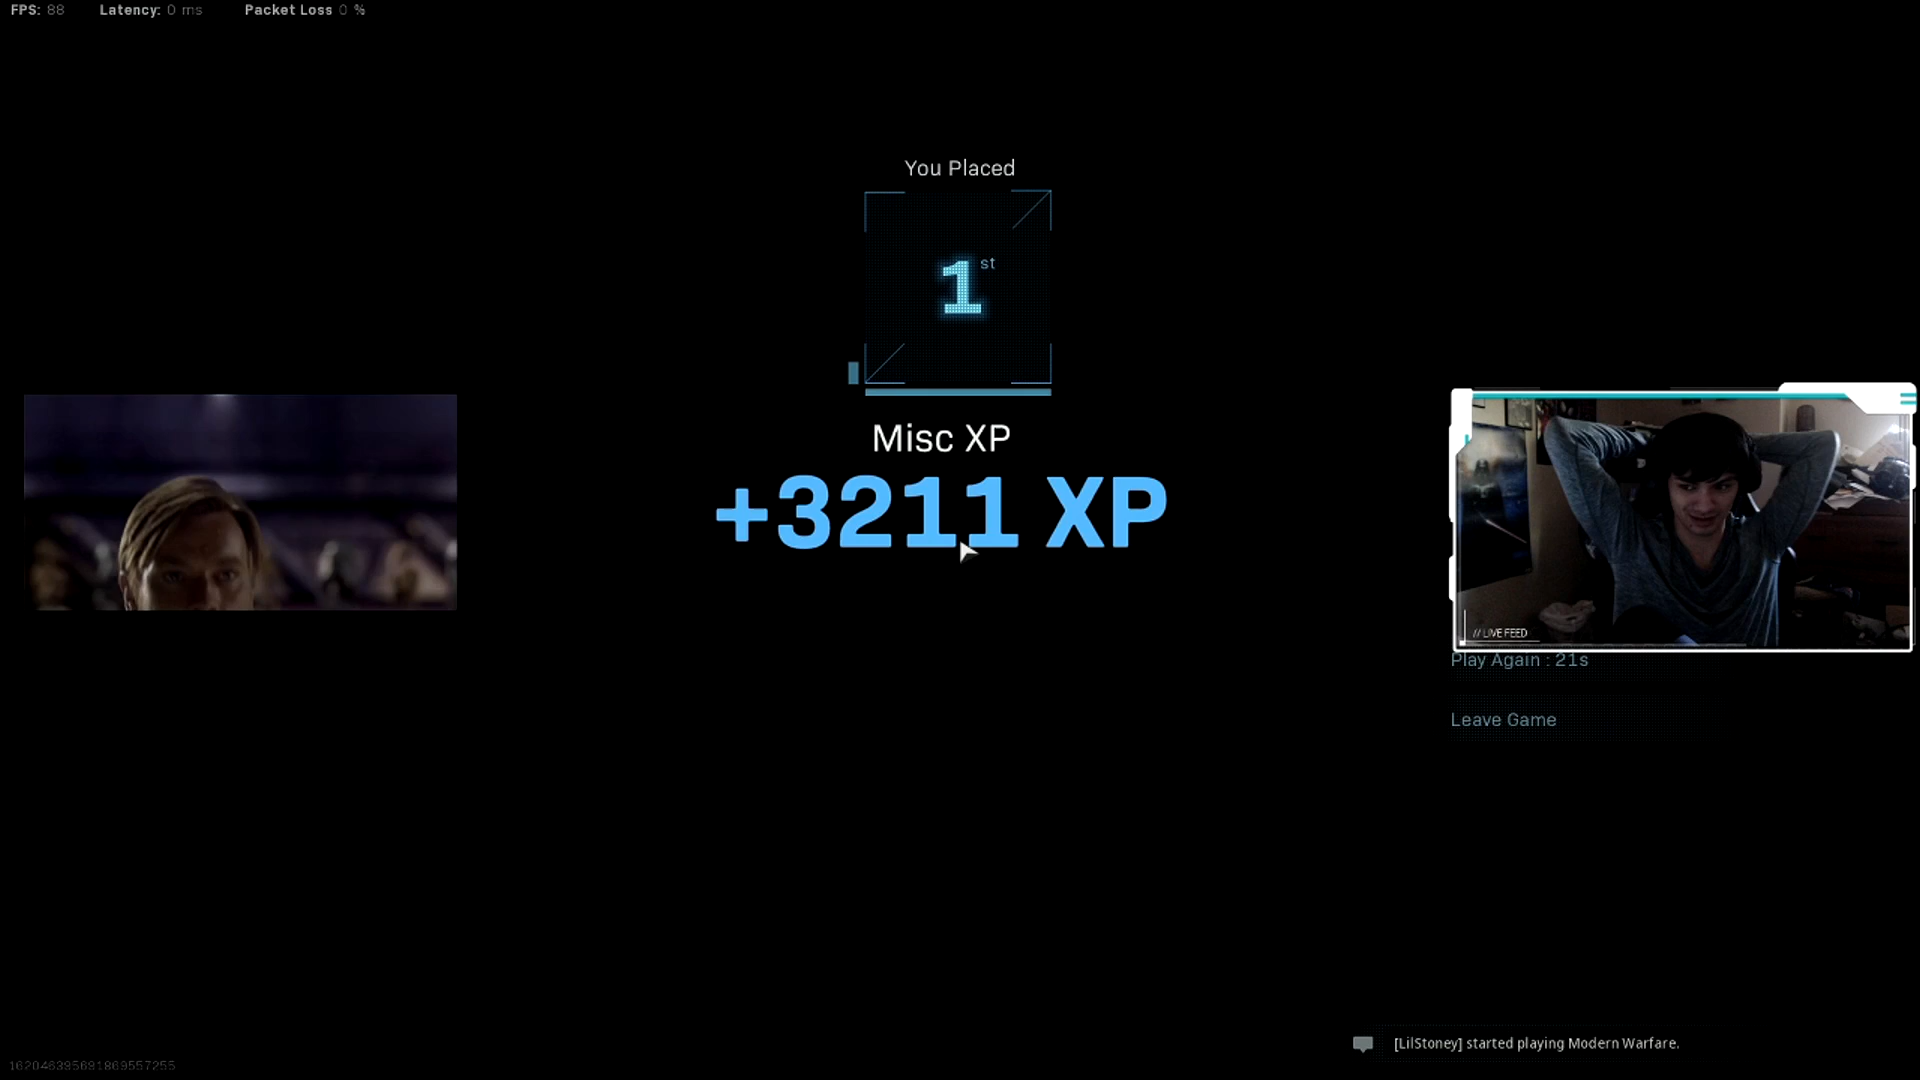 FPS: 88 Latency: 0 ms Packet Loss 0 %
You Placed
1st
Misc XP
+3211 XP
// LIVE FEED
Play Again : 21s
Leave Game
[LilStoney] started playing Modern Warfare.
162046395691869557255